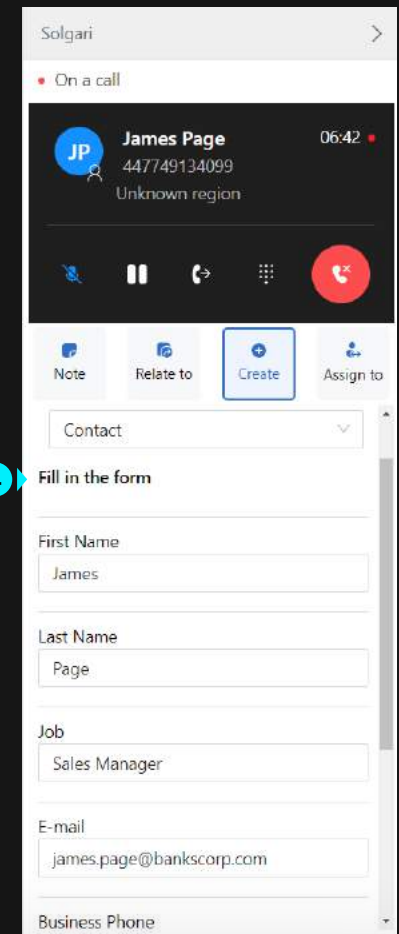 Solgari
On a call
JP
James Page
06:42
447749134099
Unknown region
Note
Relate to
Create
Assign to
Contact
Fill in the form
First Name
James
Last Name
Page
Job
Sales Manager
E-mail
james.page@bankscorp.com
Business Phone